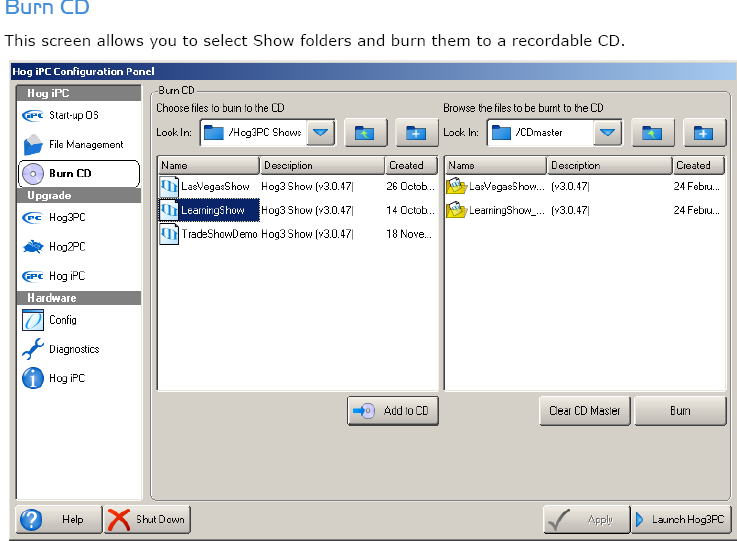 Burn CD
This screen allows you to select Show folders and burn them to a recordable CD.
Hog iPC Configuration Panel
Hog iPC
Start-up OS
File Management
Burn CD
Upgrade
Hog3PC
Hog2PC
Hog iPC
Hardware
Config
Diagnostics
Hog iPC
Burn CD
Choose files to burn to the CD
Look In: /Hog3PC Shows
Name Description Created
LasVegasShow Hog3 Show (v3.0.47) 26 Octob...
LearningShow Hog3 Show (v3.0.47) 14 Octob...
TradeShowDemo Hog3 Show (v3.0.47) 18 Nove...
Add to CD
Browse the files to be burnt to the CD
Look In: /CDmaster
Name Description Created
LasVegasShow... (v3.0.47) 24 Febru...
LearningShow_... (v3.0.47) 24 Febru...
Clear CD Master Burn
Help Shut Down Apply Launch Hog3PC